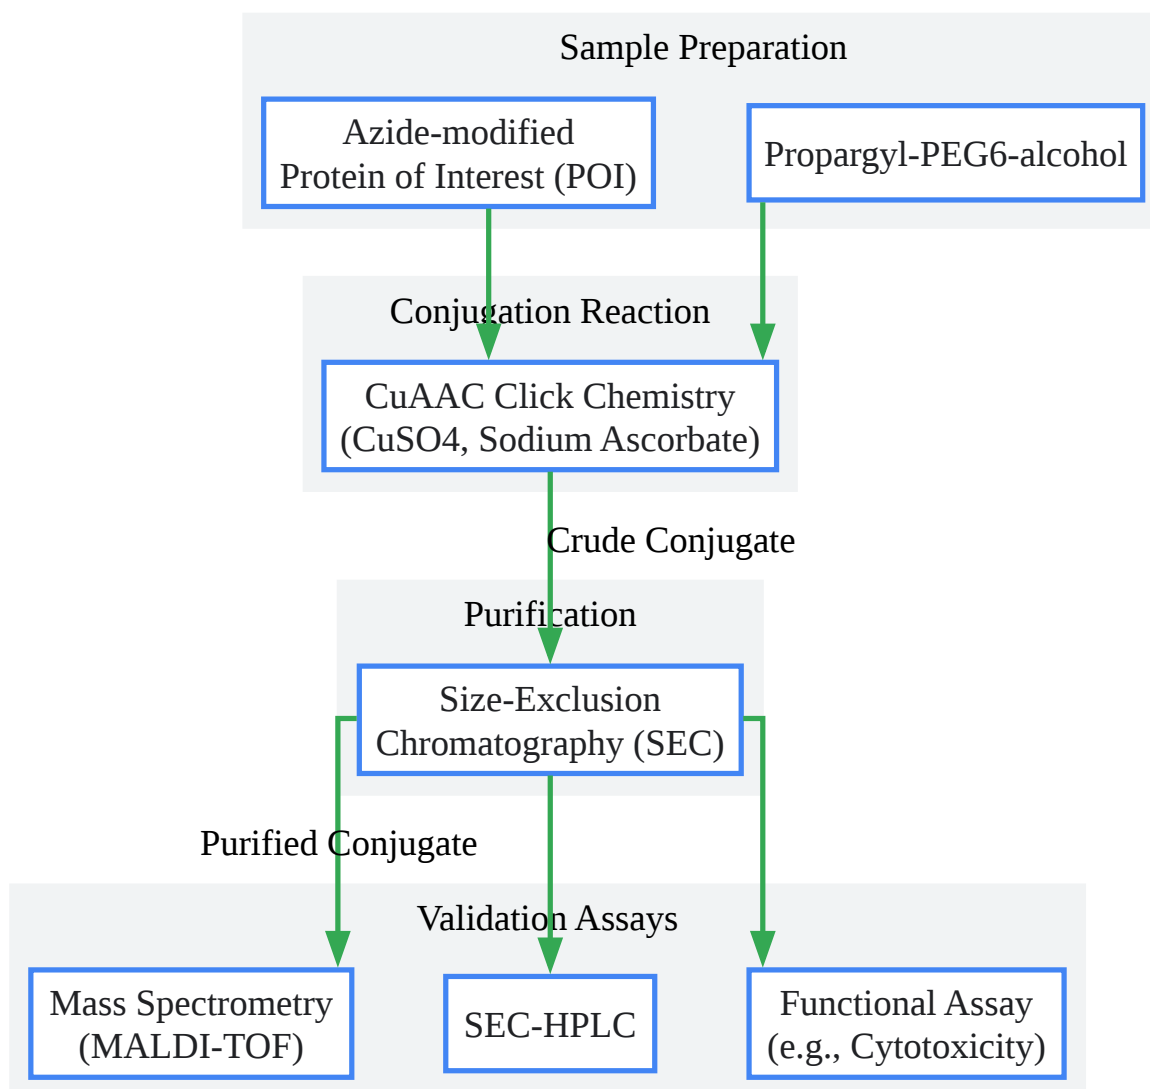 Sample Preparation
Azide-modified
Protein of Interest (POI)
Propargyl-PEG6-alcohol
Conjugation Reaction
CuAAC Click Chemistry
(CuSO4, Sodium Ascorbate)
Crude Conjugate
Purification
Size-Exclusion
Chromatography (SEC)
Purified Conjugate
Validation Assays
Mass Spectrometry
(MALDI-TOF)
SEC-HPLC
Functional Assay
(e.g., Cytotoxicity)